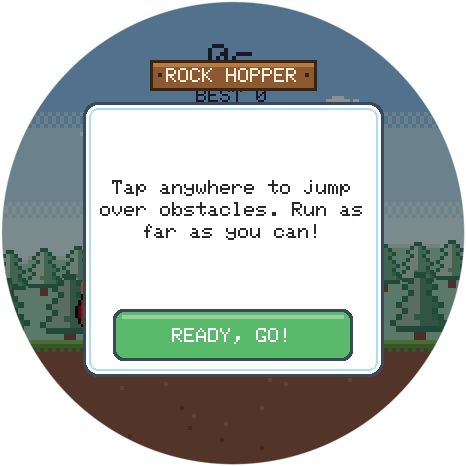 ROCK HOPPER
BEST 0
Tap anywhere to jump
over obstacles. Run as
far as you can!
READY, GO!